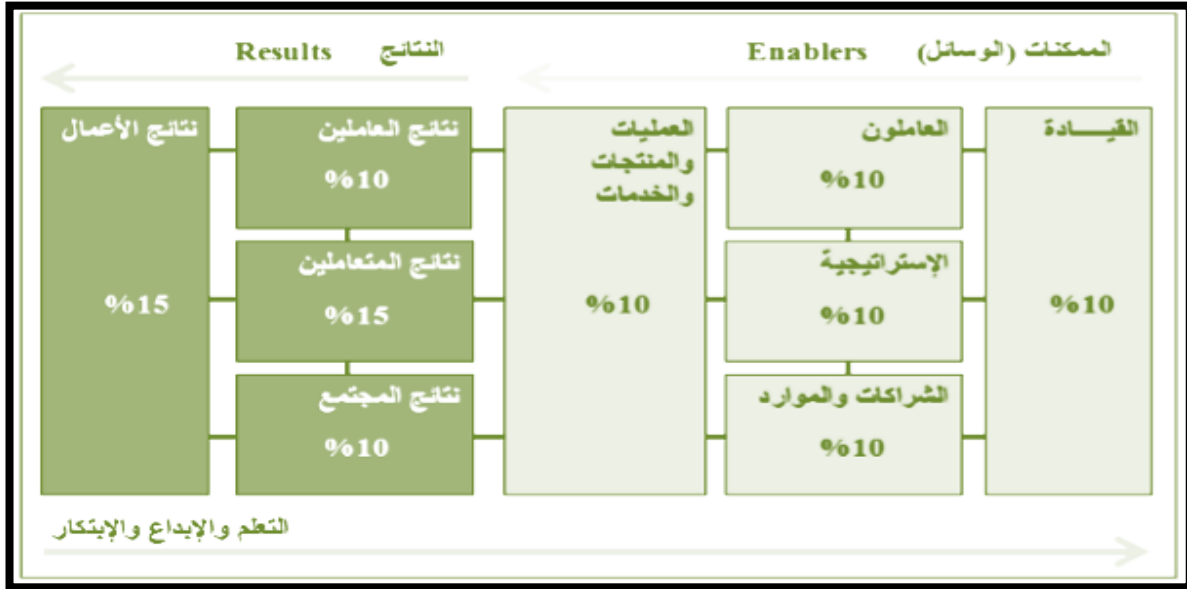 الممكنات (الوسائل) Enablers
النتائج Results
القيــــادة
%10
العاملون
%10
الإستراتيجية
%10
الشراكات والموارد
%10
العمليات
والمنتجات
والخدمات
%10
نتائج العاملين
%10
نتائج المتعاملين
%15
نتائج المجتمع
%10
نتائج الأعمال
%15
التعلم والإبداع والإبتكار